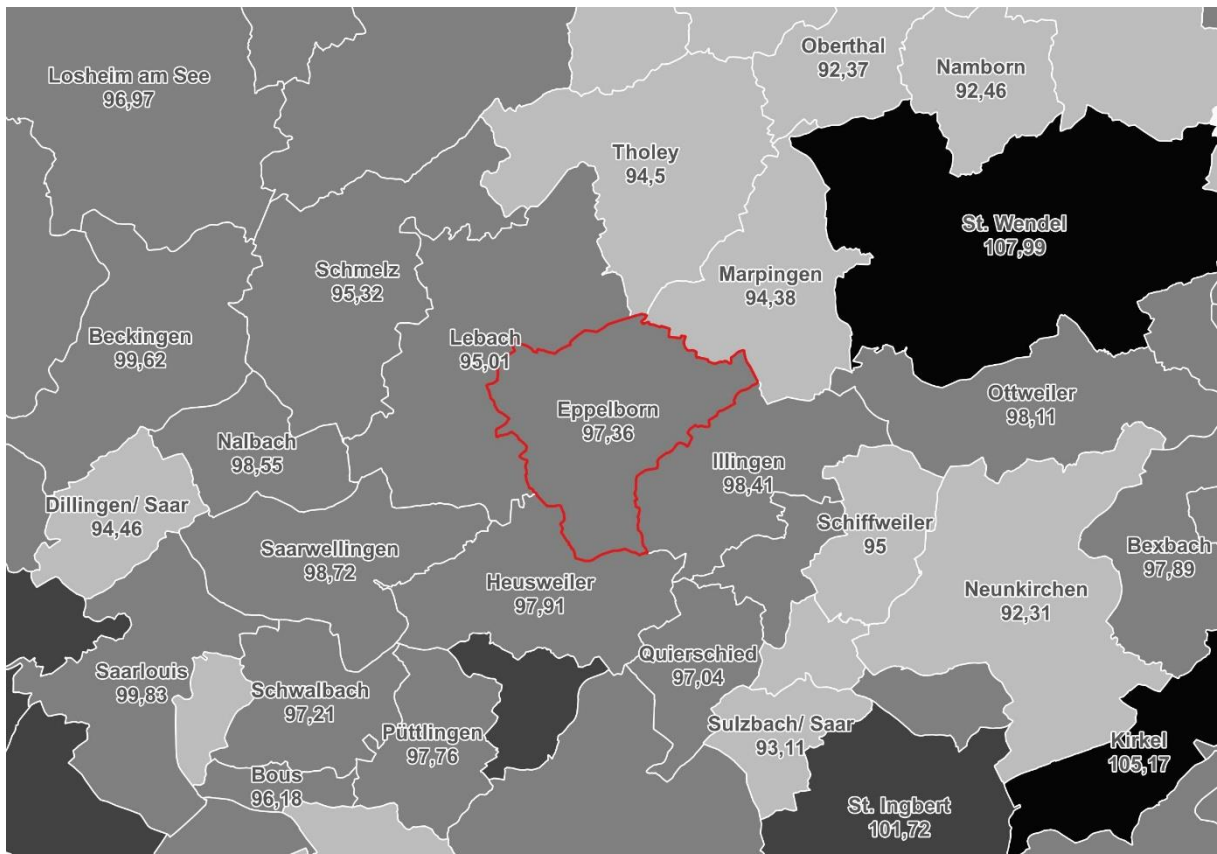 Oberthal
92,37
Namborn
92,46
Losheim am See
96,97
Tholey
94,5
St. Wendel
107,99
Schmelz
95,32
Marpingen
94,38
Beckingen
99,62
Lebach
95,01
Ottweiler
98,11
Eppelborn
97,36
Nalbach
98,55
Illingen
98,41
Dillingen/ Saar
94,46
Schiffweiler
95
Saarwellingen
98,72
Bexbach
97,89
Heusweiler
97,91
Neunkirchen
92,31
Quierschied
97,04
Saarlouis
99,83
Schwalbach
97,21
Püttlingen
97,76
Sulzbach/ Saar
93,11
Kirkel
105,17
Bous
96,18
St. Ingbert
101,72